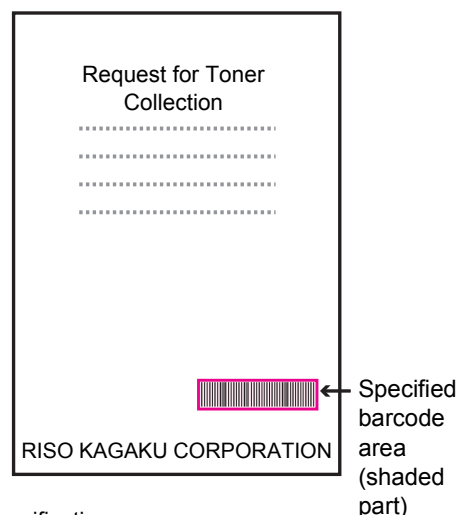 Request for Toner
Collection
Specified
barcode
area
(shaded
part)
RISO KAGAKU CORPORATION